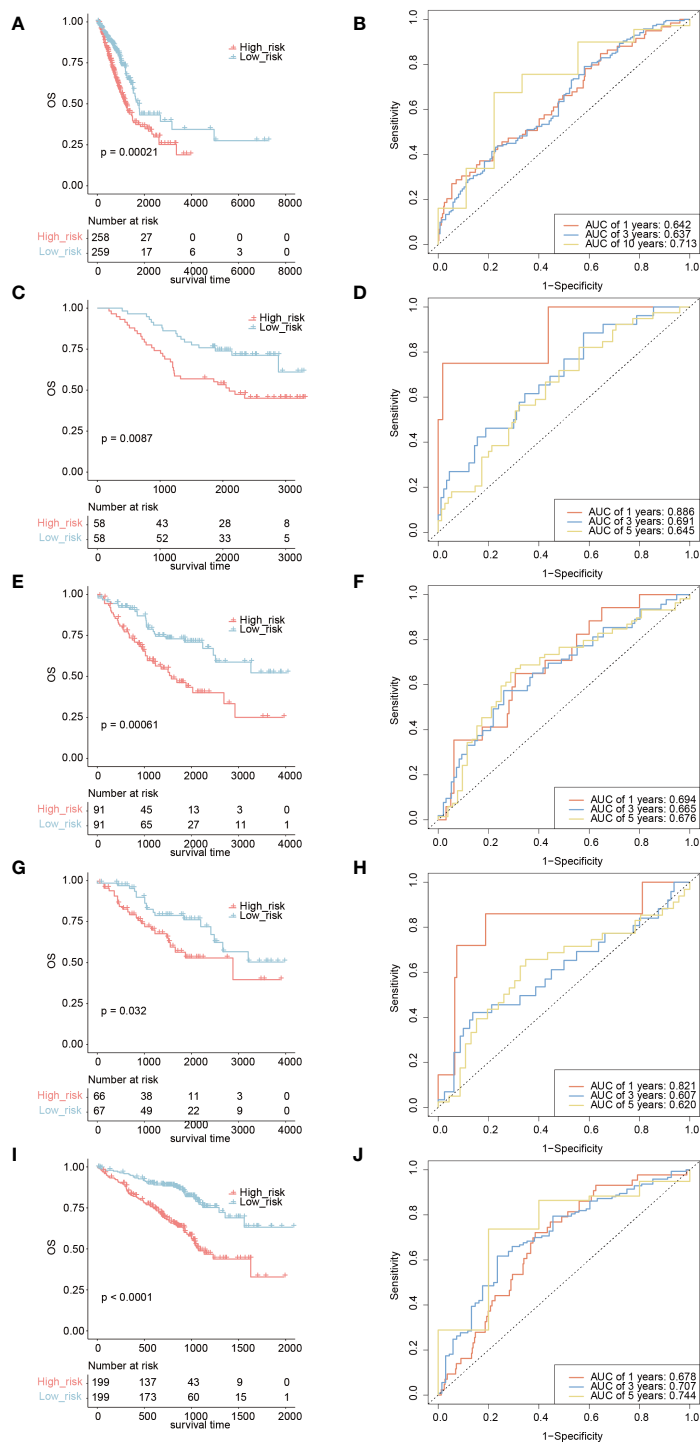 A
OS
1.00
0.75
0.50
0.25
0.00
High_risk
Low_risk
p = 0.00021
0 2000 4000 6000 8000
Number at risk
High_risk 258 27 0 0 0
Low_risk 259 17 6 3 0
0 2000 4000 6000 8000
survival time
B
Sensitivity
1.0
0.8
0.6
0.4
0.2
0.0
AUC of 1 years: 0.642
AUC of 3 years: 0.637
AUC of 10 years: 0.713
0.0 0.2 0.4 0.6 0.8 1.0
1−Specificity
C
OS
1.00
0.75
0.50
0.25
0.00
High_risk
Low_risk
p = 0.0087
0 1000 2000 3000
Number at risk
High_risk 58 43 28 8
Low_risk 58 52 33 5
0 1000 2000 3000
survival time
D
Sensitivity
1.0
0.8
0.6
0.4
0.2
0.0
AUC of 1 years: 0.886
AUC of 3 years: 0.691
AUC of 5 years: 0.645
0.0 0.2 0.4 0.6 0.8 1.0
1−Specificity
E
OS
1.00
0.75
0.50
0.25
0.00
High_risk
Low_risk
p = 0.00061
0 1000 2000 3000 4000
Number at risk
High_risk 91 45 13 3 0
Low_risk 91 65 27 11 1
0 1000 2000 3000 4000
survival time
F
Sensitivity
1.0
0.8
0.6
0.4
0.2
0.0
AUC of 1 years: 0.694
AUC of 3 years: 0.665
AUC of 5 years: 0.676
0.0 0.2 0.4 0.6 0.8 1.0
1−Specificity
G
OS
1.00
0.75
0.50
0.25
0.00
High_risk
Low_risk
p = 0.032
0 1000 2000 3000 4000
Number at risk
High_risk 66 38 11 3 0
Low_risk 67 49 22 9 0
0 1000 2000 3000 4000
survival time
H
Sensitivity
1.0
0.8
0.6
0.4
0.2
0.0
AUC of 1 years: 0.821
AUC of 3 years: 0.607
AUC of 5 years: 0.620
0.0 0.2 0.4 0.6 0.8 1.0
1−Specificity
I
OS
1.00
0.75
0.50
0.25
0.00
High_risk
Low_risk
p < 0.0001
0 500 1000 1500 2000
Number at risk
High_risk 199 137 43 9 0
Low_risk 199 173 60 15 1
0 500 1000 1500 2000
survival time
J
Sensitivity
1.0
0.8
0.6
0.4
0.2
0.0
AUC of 1 years: 0.678
AUC of 3 years: 0.707
AUC of 5 years: 0.744
0.0 0.2 0.4 0.6 0.8 1.0
1−Specificity